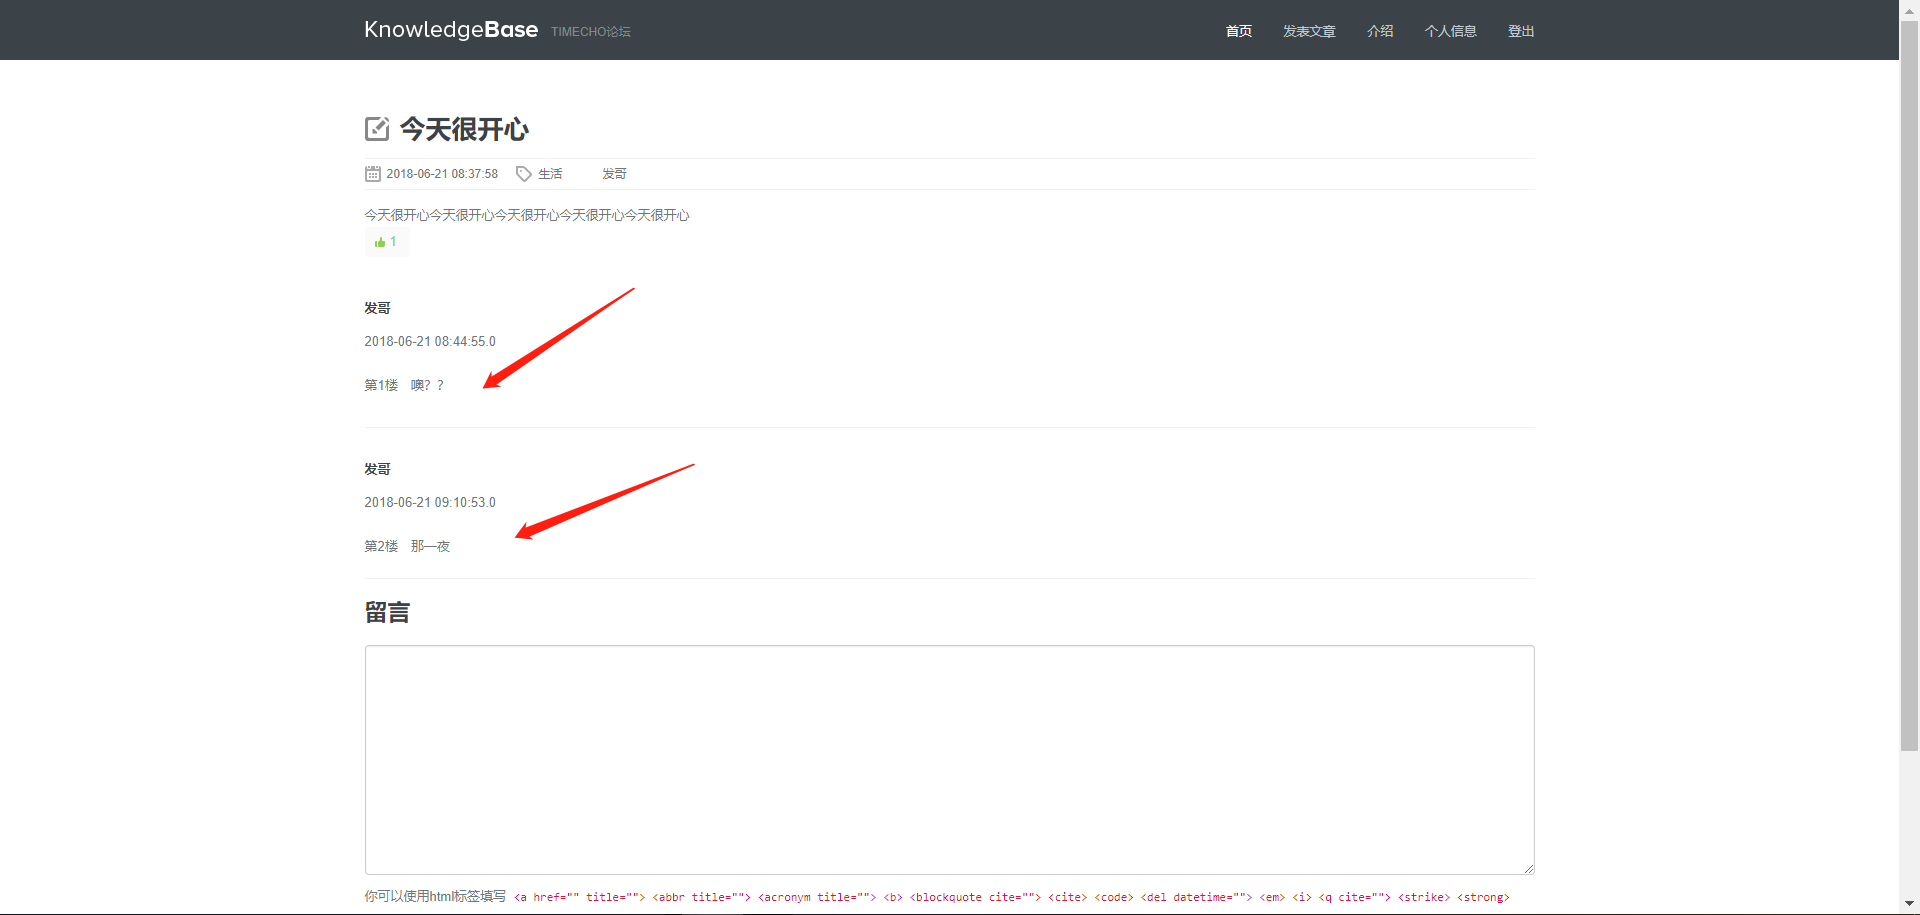 KnowledgeBase TIMECHO论坛 首页 发表文章 介绍 个人信息 登出
今天很开心
2018-06-21 08:37:58 生活 发哥
今天很开心今天很开心今天很开心今天很开心今天很开心
1
发哥
2018-06-21 08:44:55.0
第1楼 噢？？
发哥
2018-06-21 09:10:53.0
第2楼 那一夜
留言
你可以使用html标签填写 <a href="" title=""> <abbr title=""> <acronym title=""> <b> <blockquote cite=""> <cite> <code> <del datetime=""> <em> <i> <q cite=""> <strike> <strong>